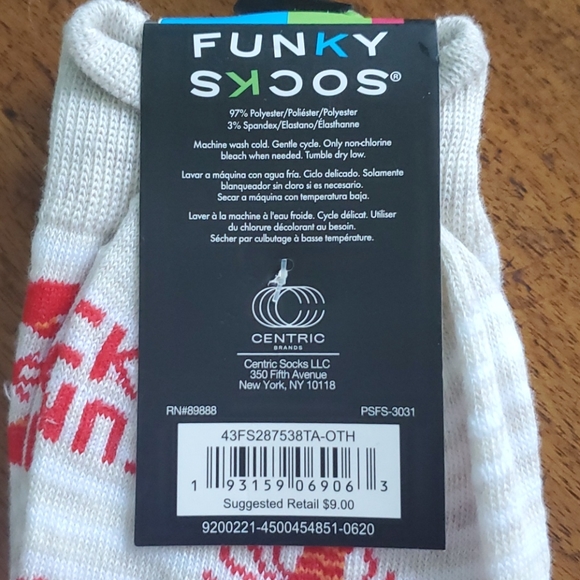 FUNKY
SOCKS®
97% Polyester/Poliéster/Polyester
3% Spandex/Elastano/Élasthanne
Machine wash cold. Gentle cycle. Only non-chlorine
bleach when needed. Tumble dry low.
Lavar a máquina con agua fría. Ciclo delicado. Solamente
blanqueador sin cloro si es necesario.
Secar a máquina con temperatura baja.
Laver à la machine à l'eau froide. Cycle délicat. Utiliser
du chlorure décolorant au besoin.
Sécher par culbutage à basse température.
CENTRIC
BRANDS
Centric Socks LLC
350 Fifth Avenue
New York, NY 10118
RN#89888 PSFS-3031
43FS287538TA-OTH
1 93159 06906 3
Suggested Retail $9.00
9200221-4500454851-0620